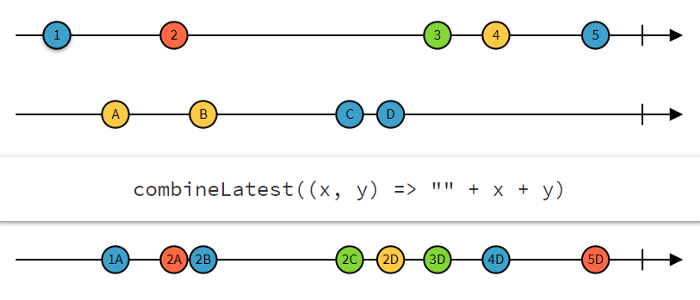 1 2 3 4 5
A B C D
combineLatest((x, y) => "" + x + y)
1A 2A 2B 2C 2D 3D 4D 5D